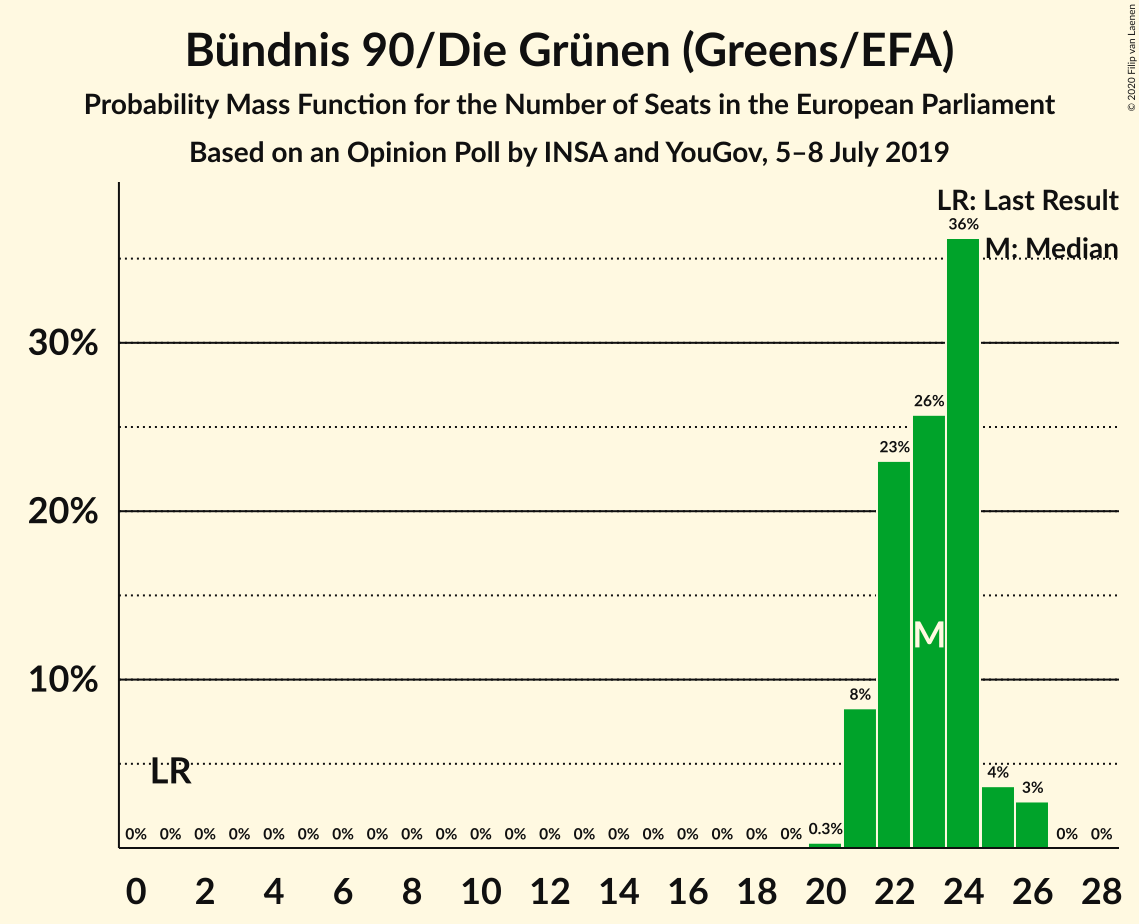 Bündnis 90/Die Grünen (Greens/EFA)
Probability Mass Function for the Number of Seats in the European Parliament
Based on an Opinion Poll by INSA and YouGov, 5–8 July 2019
© 2020 Filip van Laenen
LR: Last Result
M: Median
36%
30%
26%
23%
20%
M
10%
8%
LR
4%
3%
0% 0% 0% 0% 0% 0% 0% 0% 0% 0% 0% 0% 0% 0% 0% 0% 0% 0% 0% 0% 0.3% 0% 0%
0 2 4 6 8 10 12 14 16 18 20 22 24 26 28